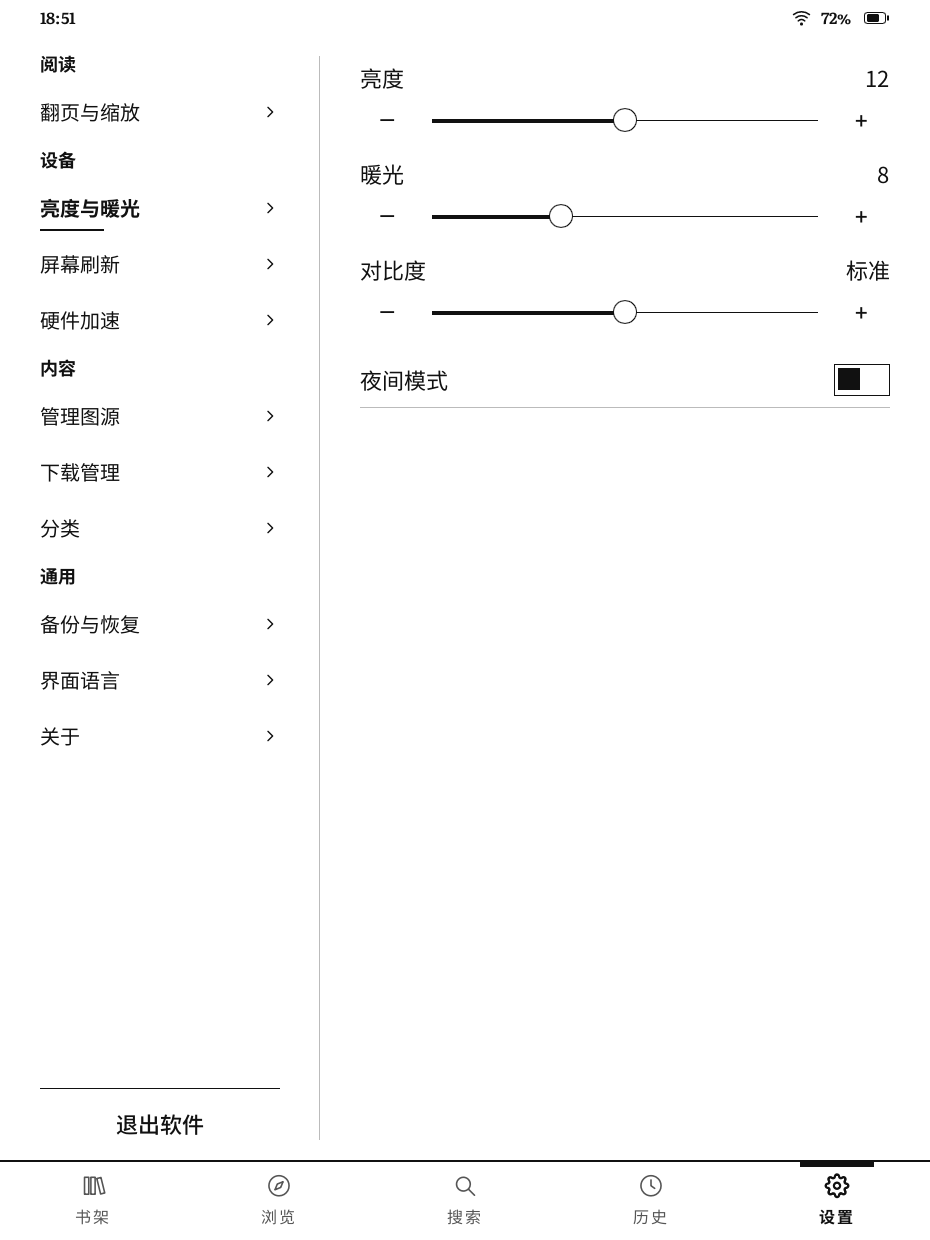 18:51
72%
阅读
翻页与缩放
设备
亮度与暖光
屏幕刷新
硬件加速
内容
管理图源
下载管理
分类
通用
备份与恢复
界面语言
关于
退出软件
亮度 12
− +
暖光 8
− +
对比度 标准
− +
夜间模式
书架
浏览
搜索
历史
设置